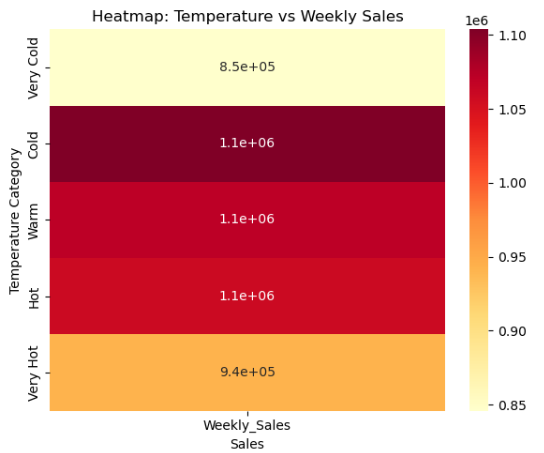 Heatmap: Temperature vs Weekly Sales
1e6
Temperature Category
Very Cold
Cold
Warm
Hot
Very Hot
8.5e+05
1.1e+06
1.1e+06
1.1e+06
9.4e+05
1.10
1.05
1.00
0.95
0.90
0.85
Weekly_Sales
Sales